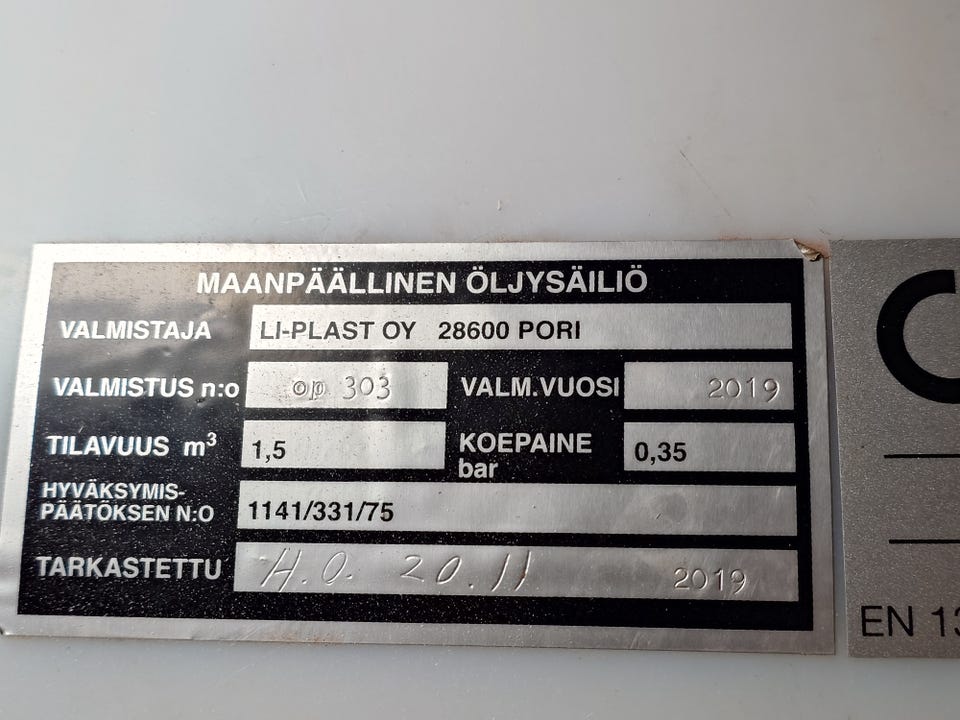 MAANPÄÄLLINEN ÖLJYSÄILIÖ
VALMISTAJA LI-PLAST OY 28600 PORI
VALMISTUS n:o op 303 VALM.VUOSI 2019
TILAVUUS m³ 1,5 KOEPAINE bar 0,35
HYVÄKSYMIS-
PÄÄTÖKSEN N:O 1141/331/75
TARKASTETTU H.O. 20.11 2019
EN 13